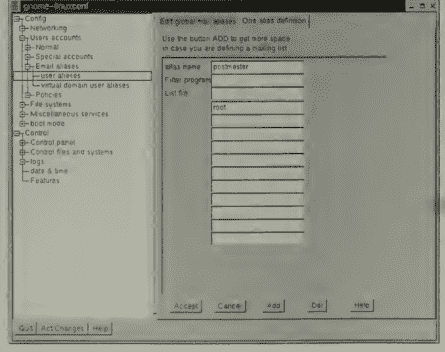 gnome-linuxconf
Config
Networking
Users accounts
Normal
Special accounts
Email aliases
user aliases
virtual domain user aliases
Policies
File systems
Miscellaneous services
boot mode
Control
Control panel
Control files and systems
logs
date & time
Features
Edit global mail aliases
One alias definition
Use the button ADD to get more space
in case you are defining a mailing list
alias name
postmaster
Filter program
List file
root
Accept
Cancel
Add
Del
Help
Quit
Act/Changes
Help